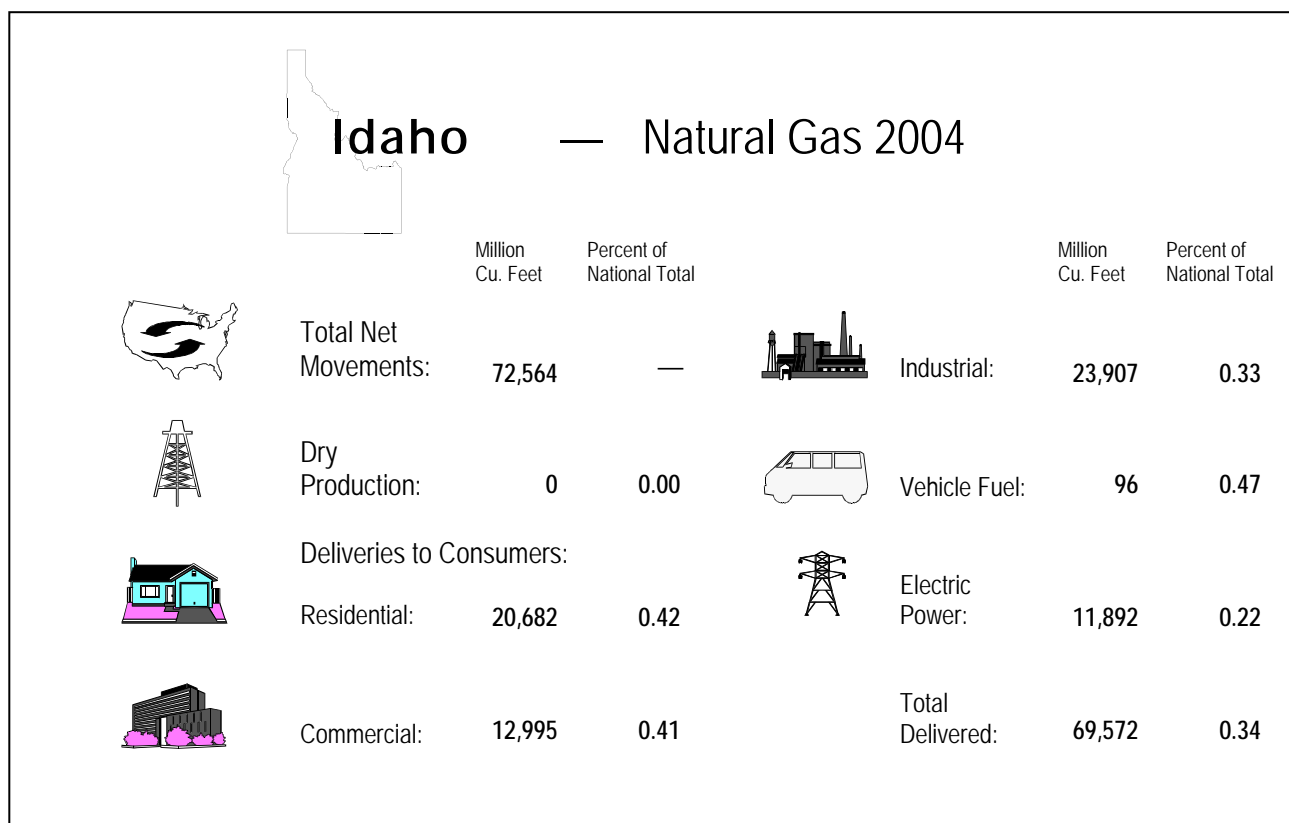 Idaho — Natural Gas 2004
Million Cu. Feet Percent of National Total
Total Net
Movements: 72,564 —
Dry
Production: 0 0.00
Deliveries to Consumers:
Residential: 20,682 0.42
Commercial: 12,995 0.41
Million Cu. Feet Percent of National Total
Industrial: 23,907 0.33
Vehicle Fuel: 96 0.47
Electric
Power: 11,892 0.22
Total
Delivered: 69,572 0.34